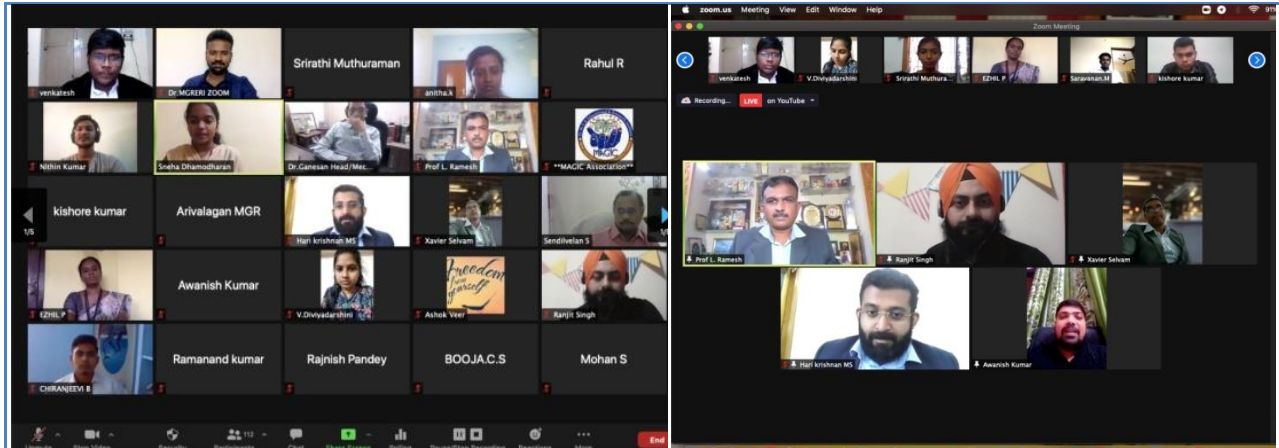 venkatesh
Dr.MGRERI ZOOM
Srirathi Muthuraman
anitha.k
Rahul R
Nithin Kumar
Sneha Dhamodharan
Dr.Ganesan Head/Mec...
Prof L. Ramesh
MAGIC
**MAGIC Association**
kishore kumar
Arivalagan MGR
Hari krishnan MS
Xavier Selvam
Sendilvelan S
1/5
EZHIL P
Awanish Kumar
V.Diviyadarshini
Freedom
from
yourself
Ashok Veer
Ranjit Singh
CHIRANJEEVI B
Ramanand kumar
Rajnish Pandey
BOOJA.C.S
Mohan S
112
End
zoom.us Meeting View Edit Window Help
Zoom Meeting
venkatesh
V.Diviyadarshini
Srirathi Muthura...
EZHIL P
Saravanan.M
kishore kumar
Recording...
LIVE on YouTube
Prof L. Ramesh
Ranjit Singh
Xavier Selvam
Hari krishnan MS
Awanish Kumar